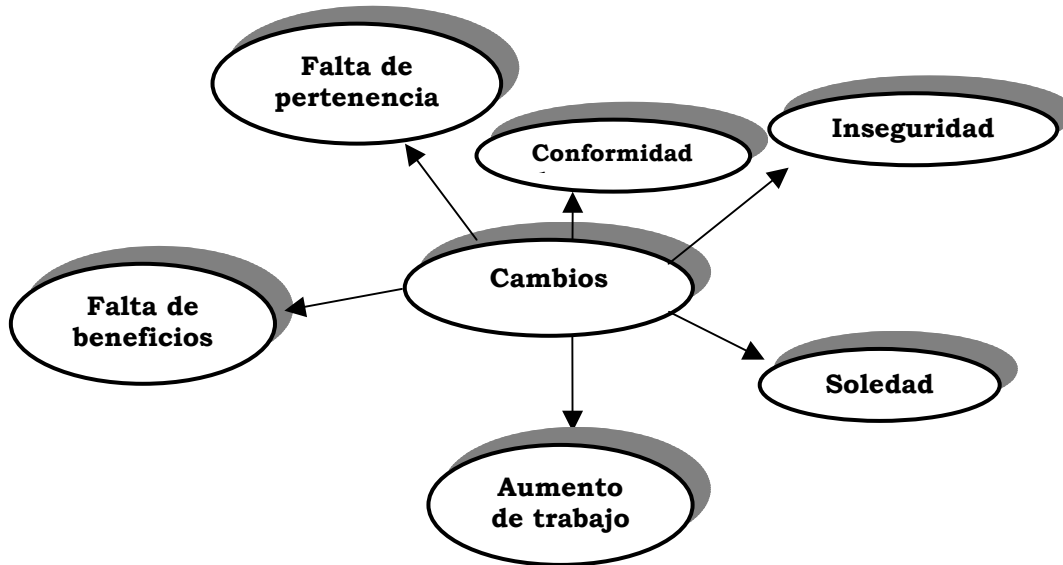 Falta de
pertenencia
Conformidad
Inseguridad
Cambios
Falta de
beneficios
Soledad
Aumento
de trabajo